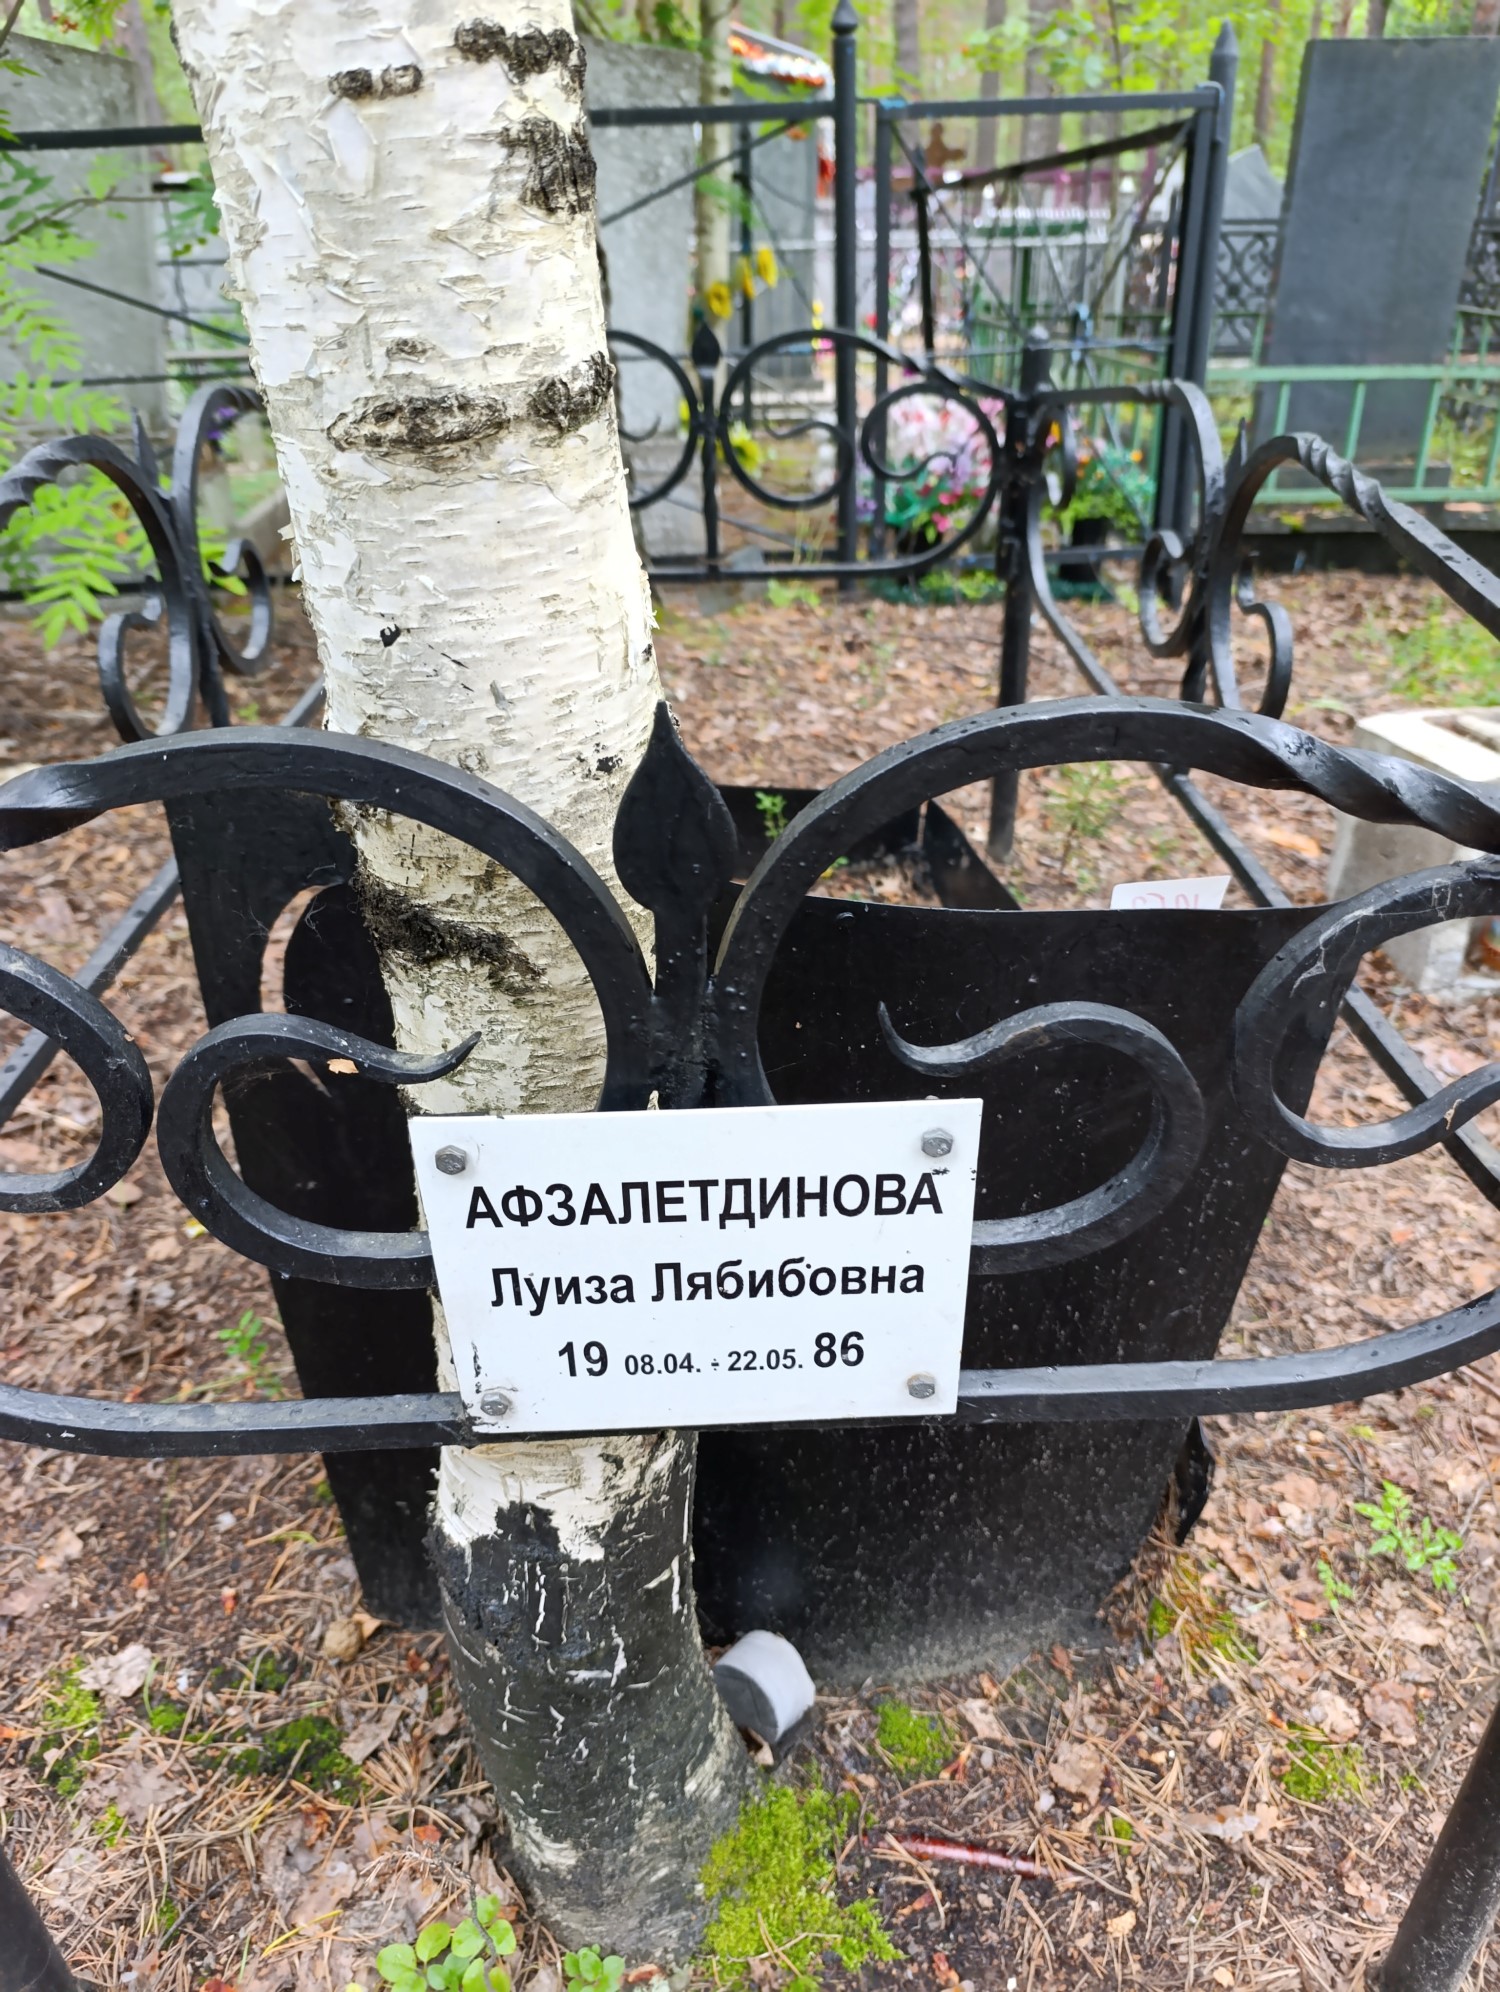 АФЗАЛЕТДИНОВА
Луиза Лябибовна
19 08.04. ÷ 22.05. 86